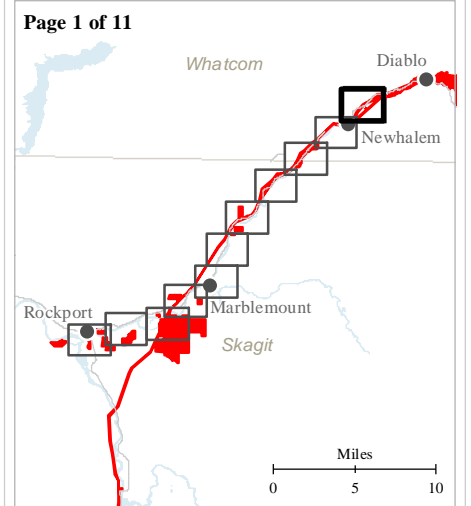 Page 1 of 11
Diablo
Whatcom
Newhalem
Rockport
Marblemount
Skagit
Miles
0 5 10